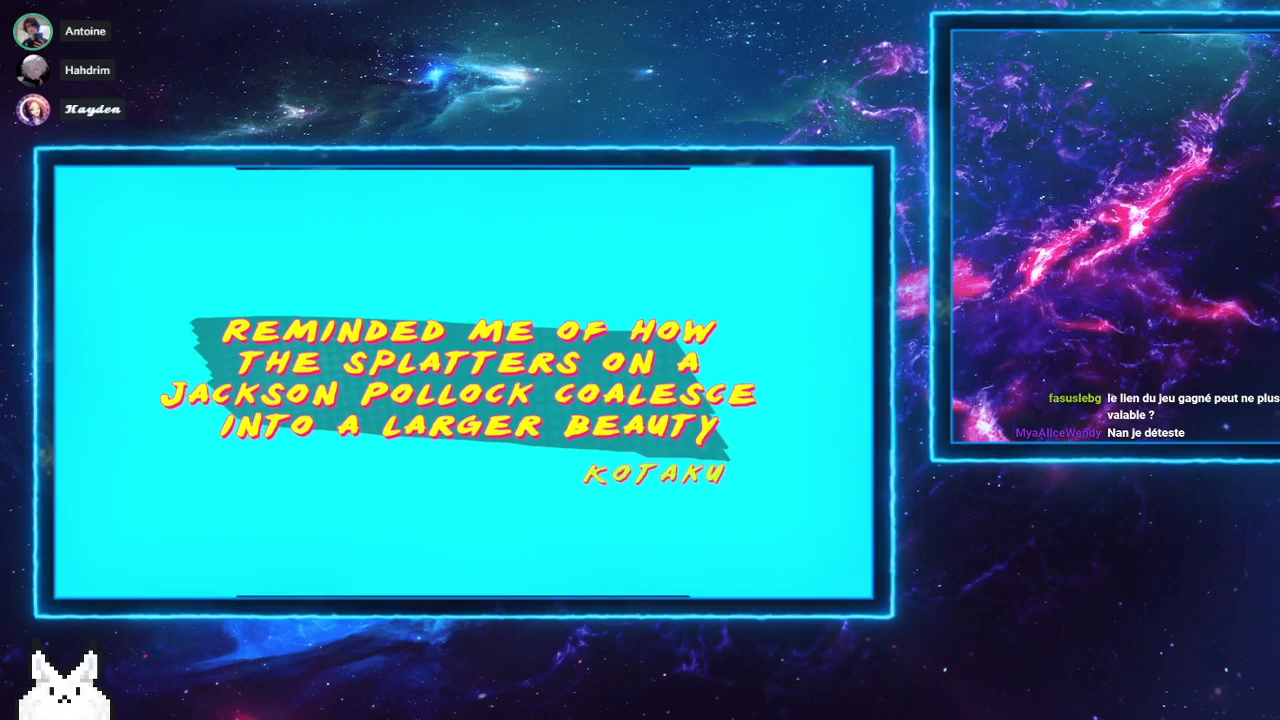 Antoine
Hahdrim
Hayden
REMINDED ME OF HOW
THE SPLATTERS ON A
JACKSON POLLOCK COALESCE
INTO A LARGER BEAUTY
KOTAKU
fasuslebg le lien du jeu gagné peut ne plus
valable ?
MyaAliceWendy Nan je déteste